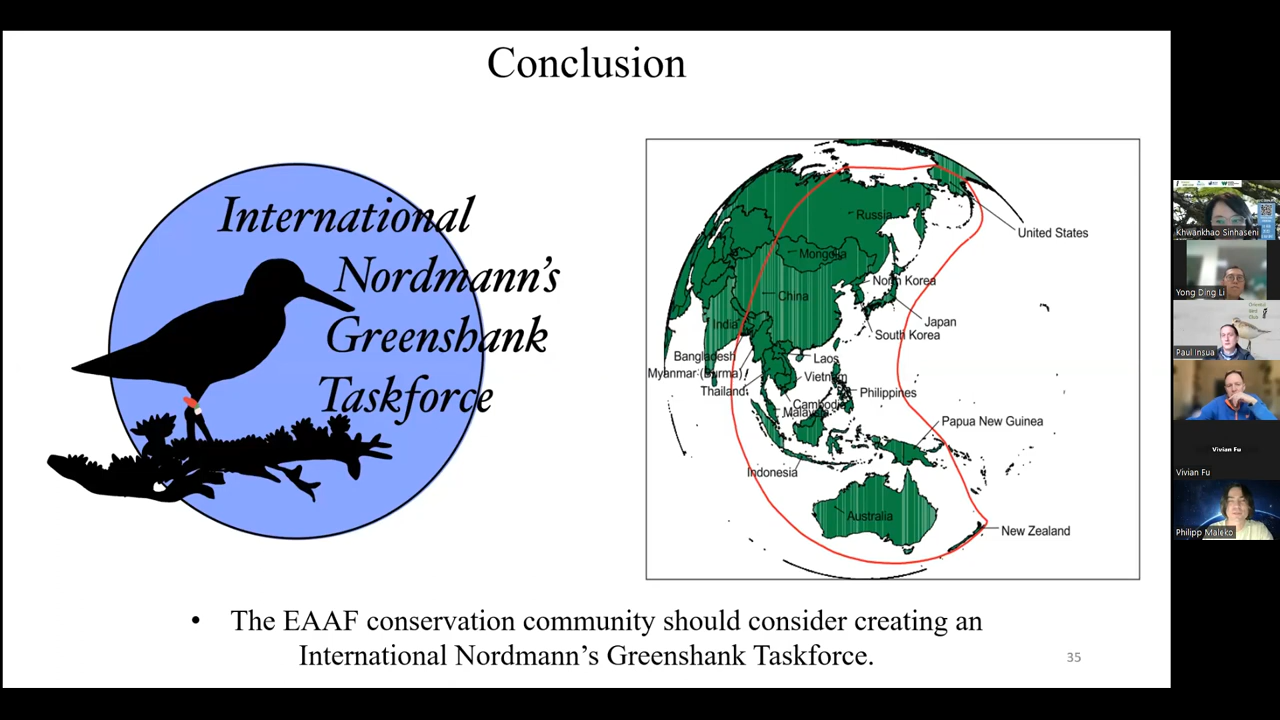 Conclusion
International
Nordmann's
Greenshank
Taskforce
Russia
United States
Mongolia
North Korea
China
Japan
India
South Korea
Bangladesh
Laos
Myanmar (Burma)
Vietnam
Thailand
Philippines
Cambodia
Malaysia
Papua New Guinea
Indonesia
Australia
New Zealand
• The EAAF conservation community should consider creating an
International Nordmann's Greenshank Taskforce.
35
Khwankhao Sinhaseni
Yong Ding Li
Oriental
Bird
Club
Paul Insua
Vivian Fu
Vivian Fu
Philipp Maleko